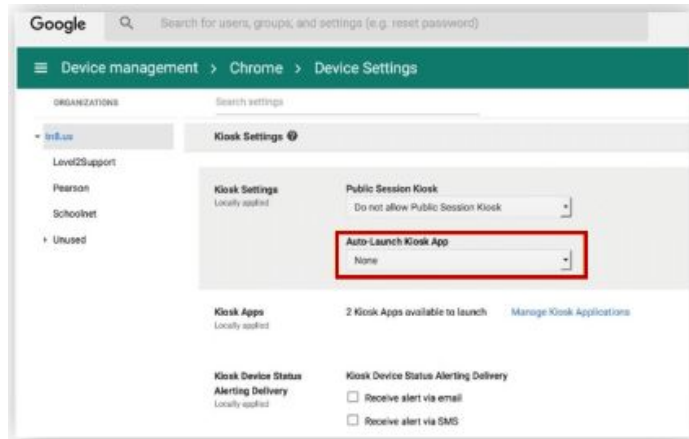 Google Search for users, groups, and settings (e.g. reset password)
Device management > Chrome > Device Settings
ORGANIZATIONS
Search settings
Kiosk Settings
Level2Support
Pearson
Schoolnet
Unused
Kiosk Settings
Locally applied
Public Session Kiosk
Do not allow Public Session Kiosk
Auto-Launch Kiosk App
None
Kiosk Apps
Locally applied
2 Kiosk Apps available to launch
Manage Kiosk Applications
Kiosk Device Status
Alerting Delivery
Locally applied
Kiosk Device Status Alerting Delivery
Receive alert via email
Receive alert via SMS